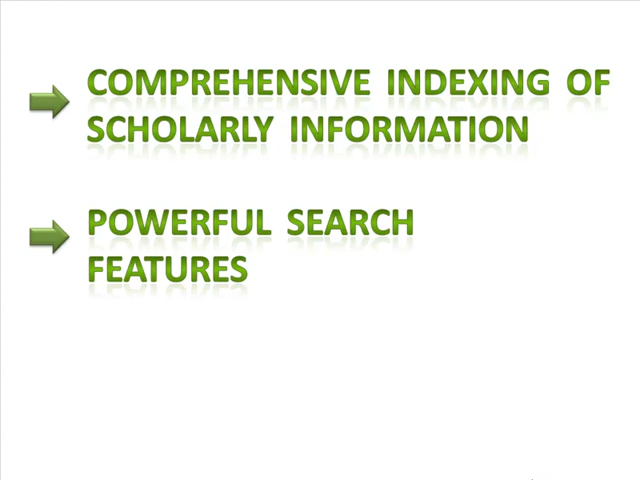 COMPREHENSIVE INDEXING OF
SCHOLARLY INFORMATION
POWERFUL SEARCH
FEATURES